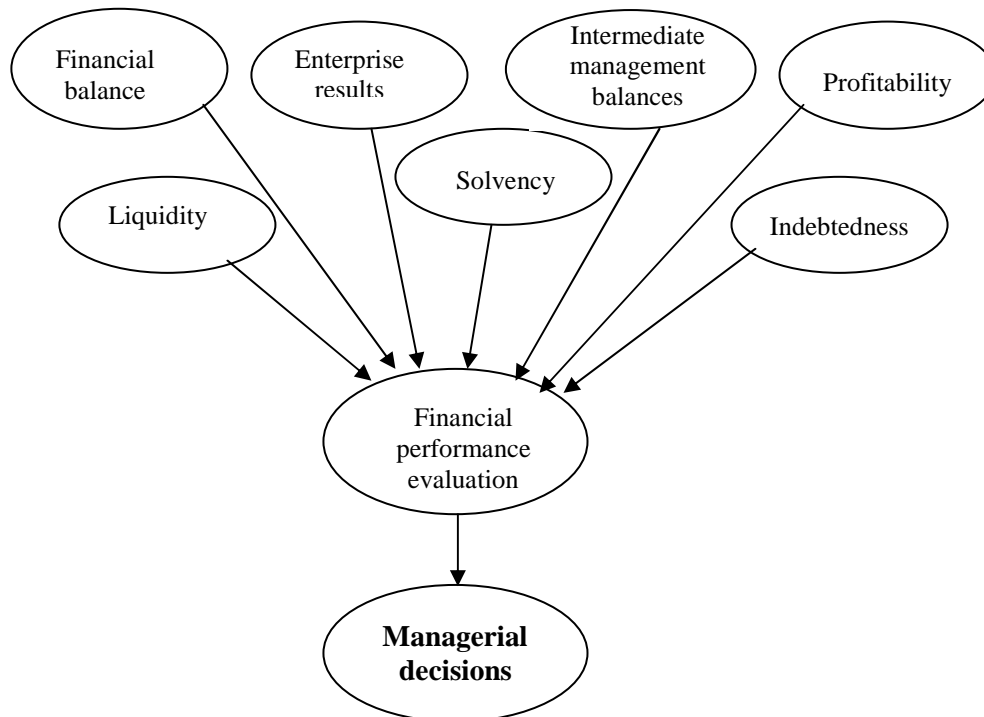 Financial
balance
Enterprise
results
Intermediate
management
balances
Profitability
Liquidity
Solvency
Indebtedness
Financial
performance
evaluation
Managerial
decisions